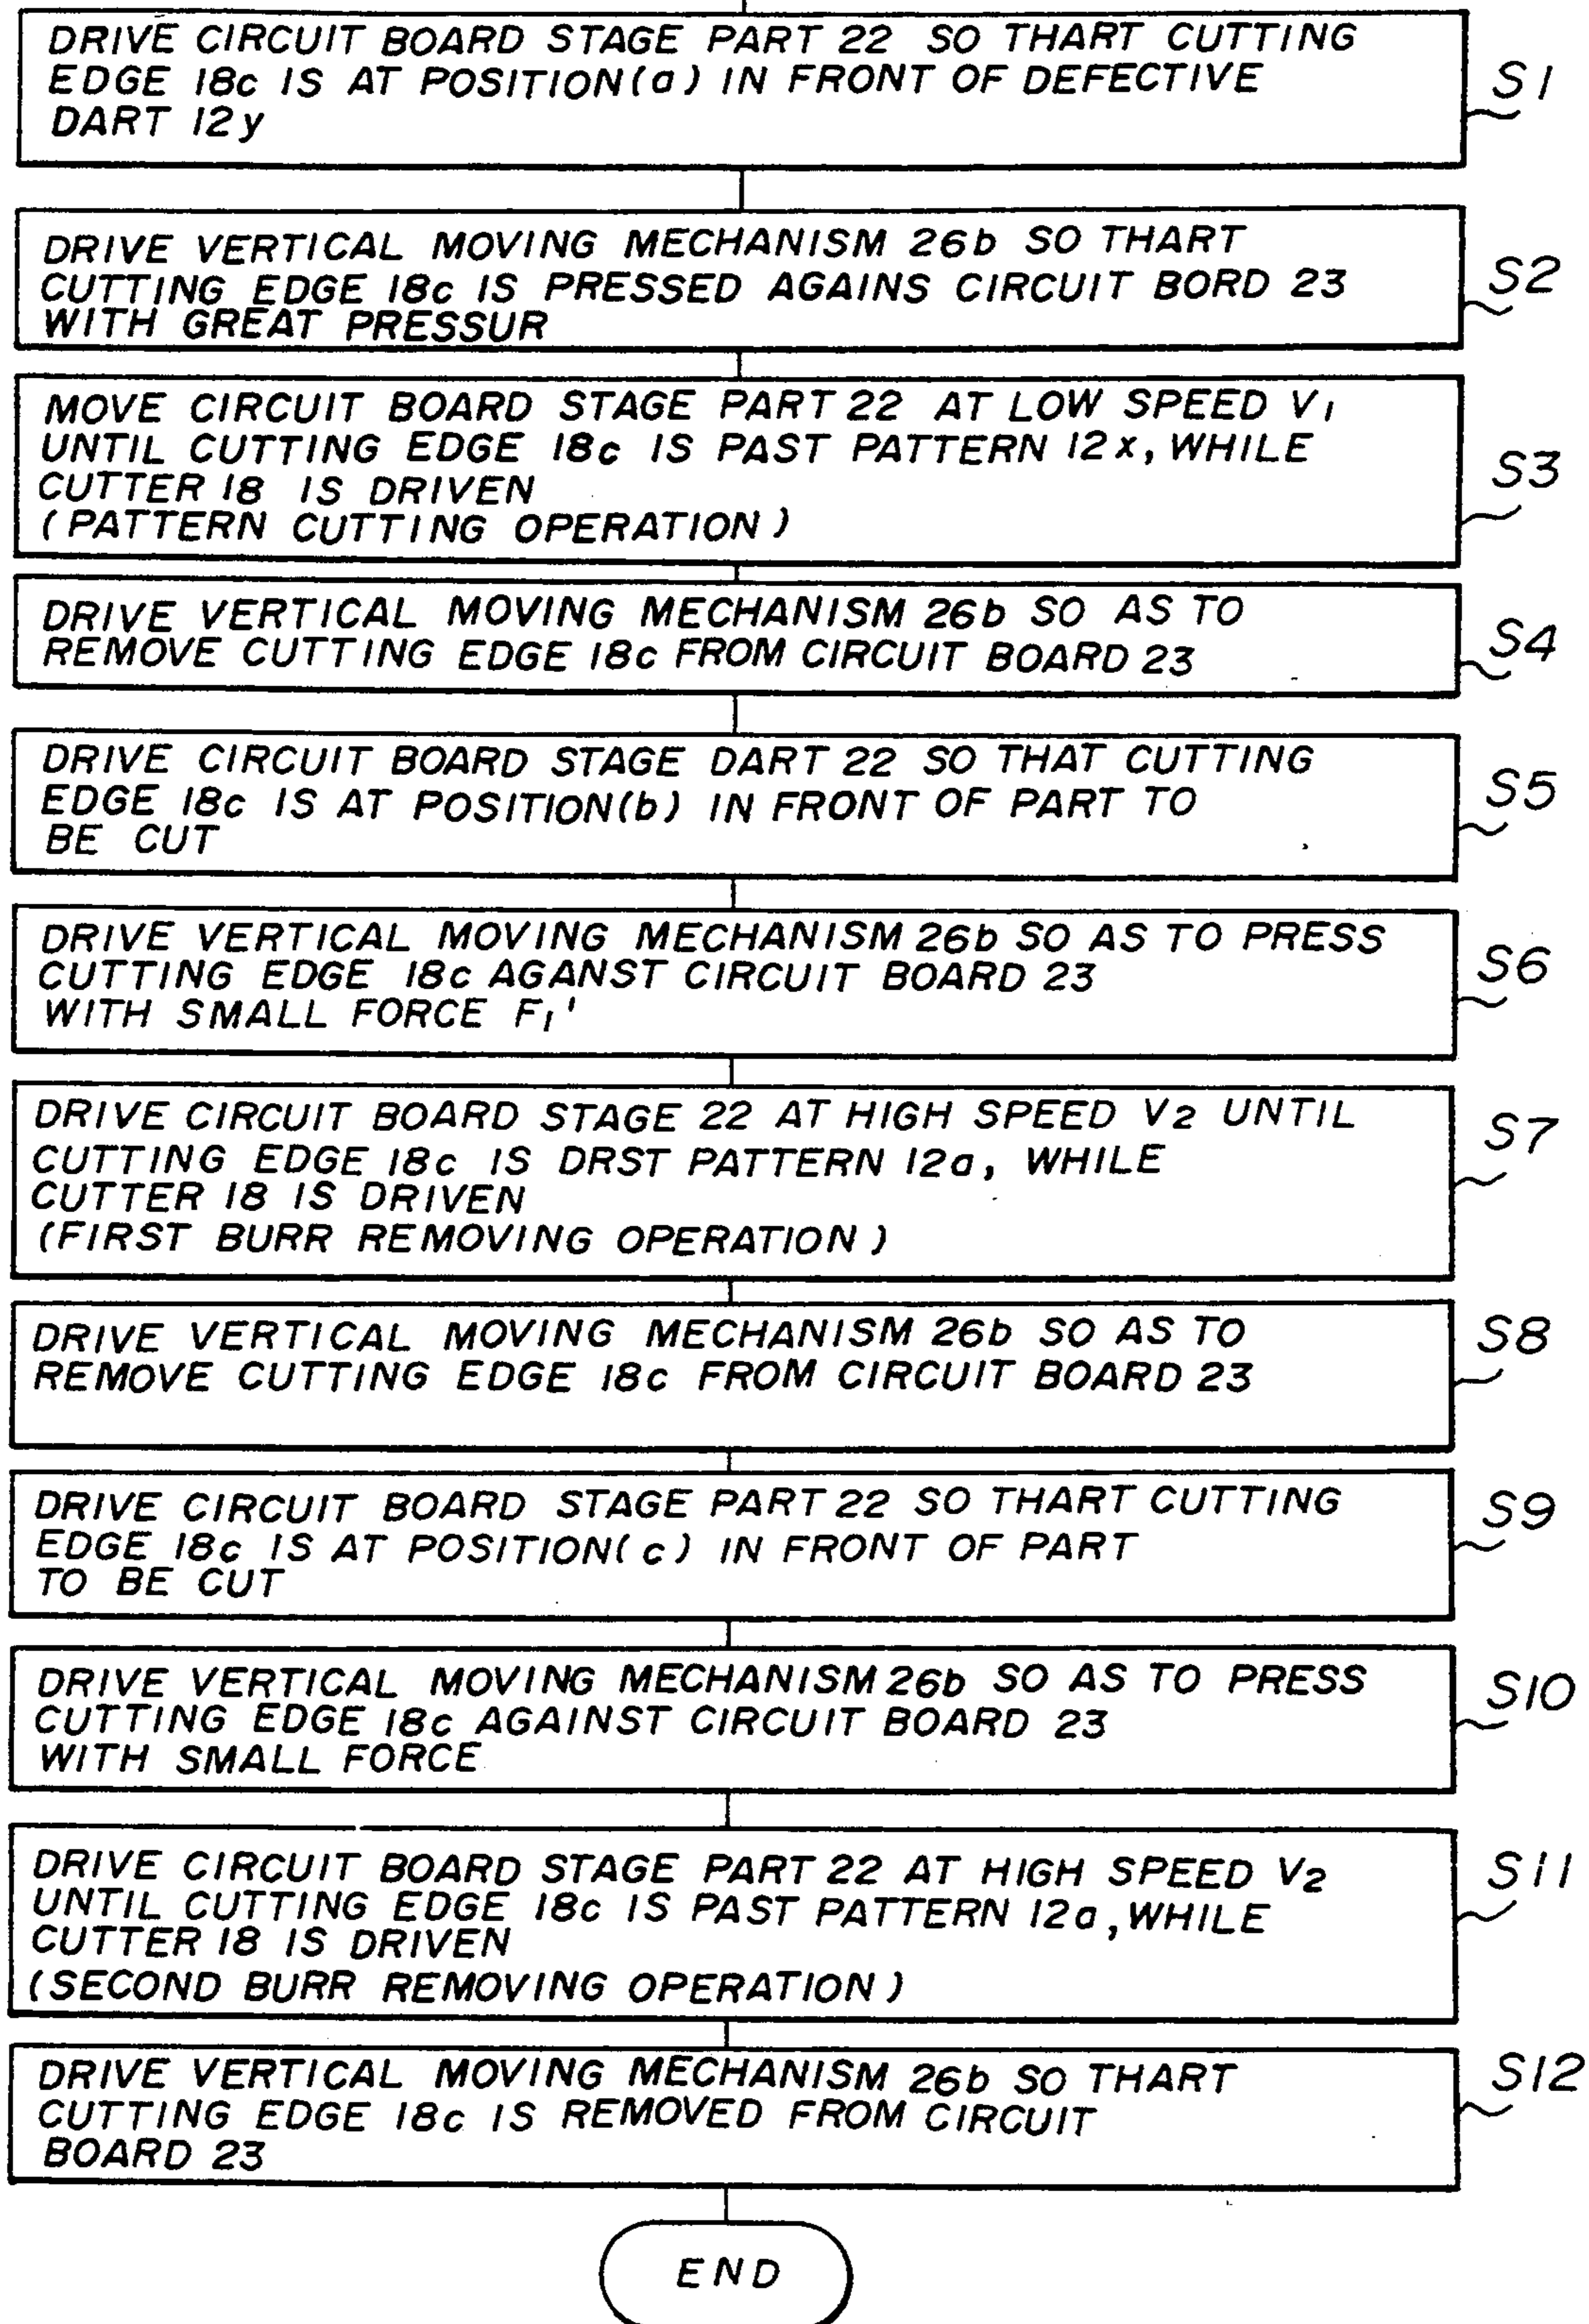 DRIVE CIRCUIT BOARD STAGE PART 22 SO THART CUTTING
EDGE 18c IS AT POSITION(a) IN FRONT OF DEFECTIVE
DART 12y
S1
DRIVE VERTICAL MOVING MECHANISM 26b SO THART
CUTTING EDGE 18c IS PRESSED AGAINS CIRCUIT BORD 23
WITH GREAT PRESSUR
S2
MOVE CIRCUIT BOARD STAGE PART 22 AT LOW SPEED V1
UNTIL CUTTING EDGE 18c IS PAST PATTERN 12x, WHILE
CUTTER 18 IS DRIVEN
(PATTERN CUTTING OPERATION)
S3
DRIVE VERTICAL MOVING MECHANISM 26b SO AS TO
REMOVE CUTTING EDGE 18c FROM CIRCUIT BOARD 23
S4
DRIVE CIRCUIT BOARD STAGE DART 22 SO THAT CUTTING
EDGE 18c IS AT POSITION(b) IN FRONT OF PART TO
BE CUT
S5
DRIVE VERTICAL MOVING MECHANISM 26b SO AS TO PRESS
CUTTING EDGE 18c AGANST CIRCUIT BOARD 23
WITH SMALL FORCE F1'
S6
DRIVE CIRCUIT BOARD STAGE 22 AT HIGH SPEED V2 UNTIL
CUTTING EDGE 18c IS DRST PATTERN 12a, WHILE
CUTTER 18 IS DRIVEN
(FIRST BURR REMOVING OPERATION)
S7
DRIVE VERTICAL MOVING MECHANISM 26b SO AS TO
REMOVE CUTTING EDGE 18c FROM CIRCUIT BOARD 23
S8
DRIVE CIRCUIT BOARD STAGE PART 22 SO THART CUTTING
EDGE 18c IS AT POSITION(c) IN FRONT OF PART
TO BE CUT
S9
DRIVE VERTICAL MOVING MECHANISM 26b SO AS TO PRESS
CUTTING EDGE 18c AGAINST CIRCUIT BOARD 23
WITH SMALL FORCE
S10
DRIVE CIRCUIT BOARD STAGE PART 22 AT HIGH SPEED V2
UNTIL CUTTING EDGE 18c IS PAST PATTERN 12a, WHILE
CUTTER 18 IS DRIVEN
(SECOND BURR REMOVING OPERATION)
S11
DRIVE VERTICAL MOVING MECHANISM 26b SO THART
CUTTING EDGE 18c IS REMOVED FROM CIRCUIT
BOARD 23
S12
END